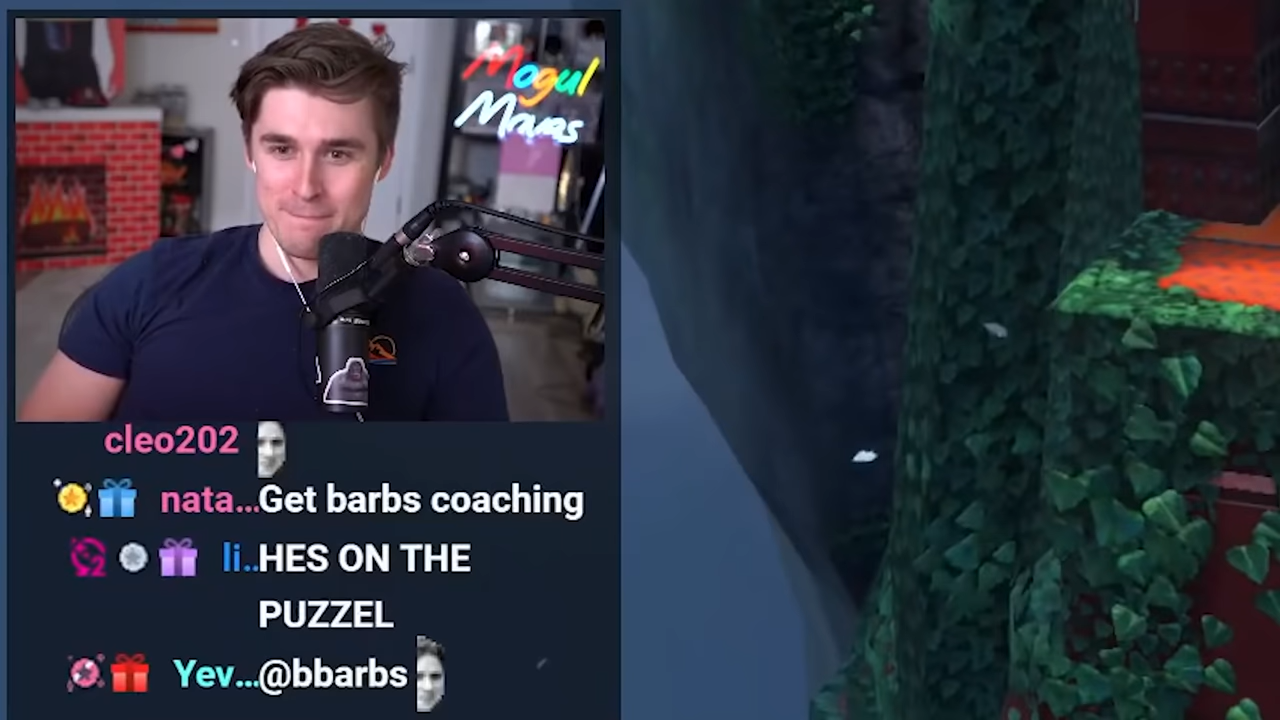 Mogul
Moves
cleo202
nata...Get barbs coaching
li..HES ON THE
PUZZEL
Yev...@bbarbs